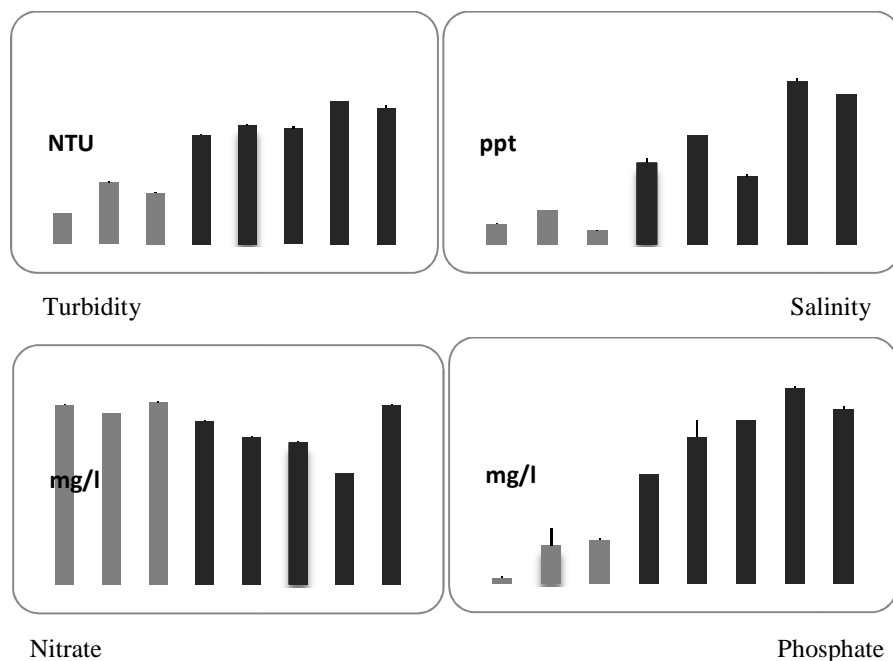 NTU
ppt
Turbidity
Salinity
mg/l
mg/l
Nitrate
Phosphate